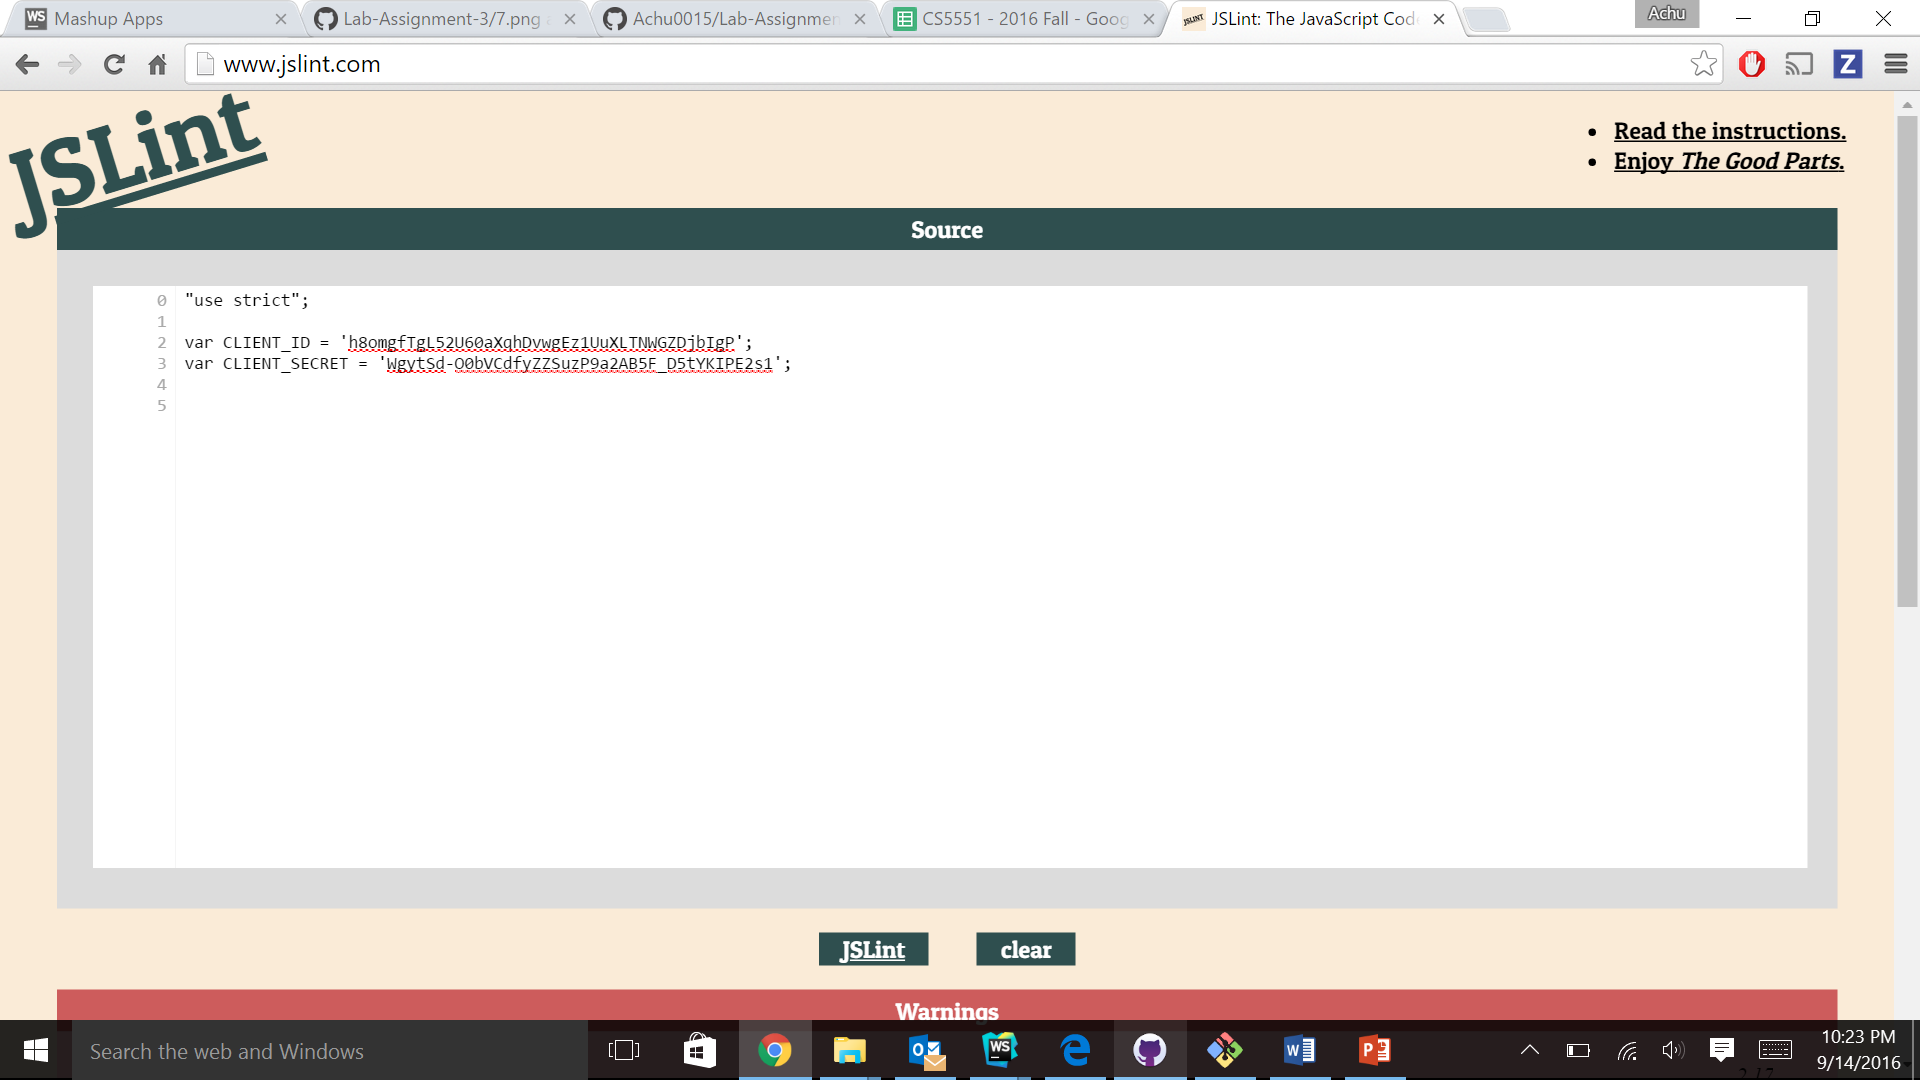 Mashup Apps
Lab-Assignment-3/7.png
Achu0015/Lab-Assignmen
CS5551 - 2016 Fall - Goog
JSLint: The JavaScript Cod
Achu
www.jslint.com
JSLint
Read the instructions.
Enjoy The Good Parts.
Source
0 "use strict";
1
2 var CLIENT_ID = 'h8omgfTgL52U60aXqhDvwgEz1UuXLTNWGZDjbIgP';
3 var CLIENT_SECRET = 'WgytSd-O0bVCdfyZZSuzP9a2AB5F_D5tYKIPE2s1';
4
5
JSLint clear
Warnings
Search the web and Windows
10:23 PM
9/14/2016